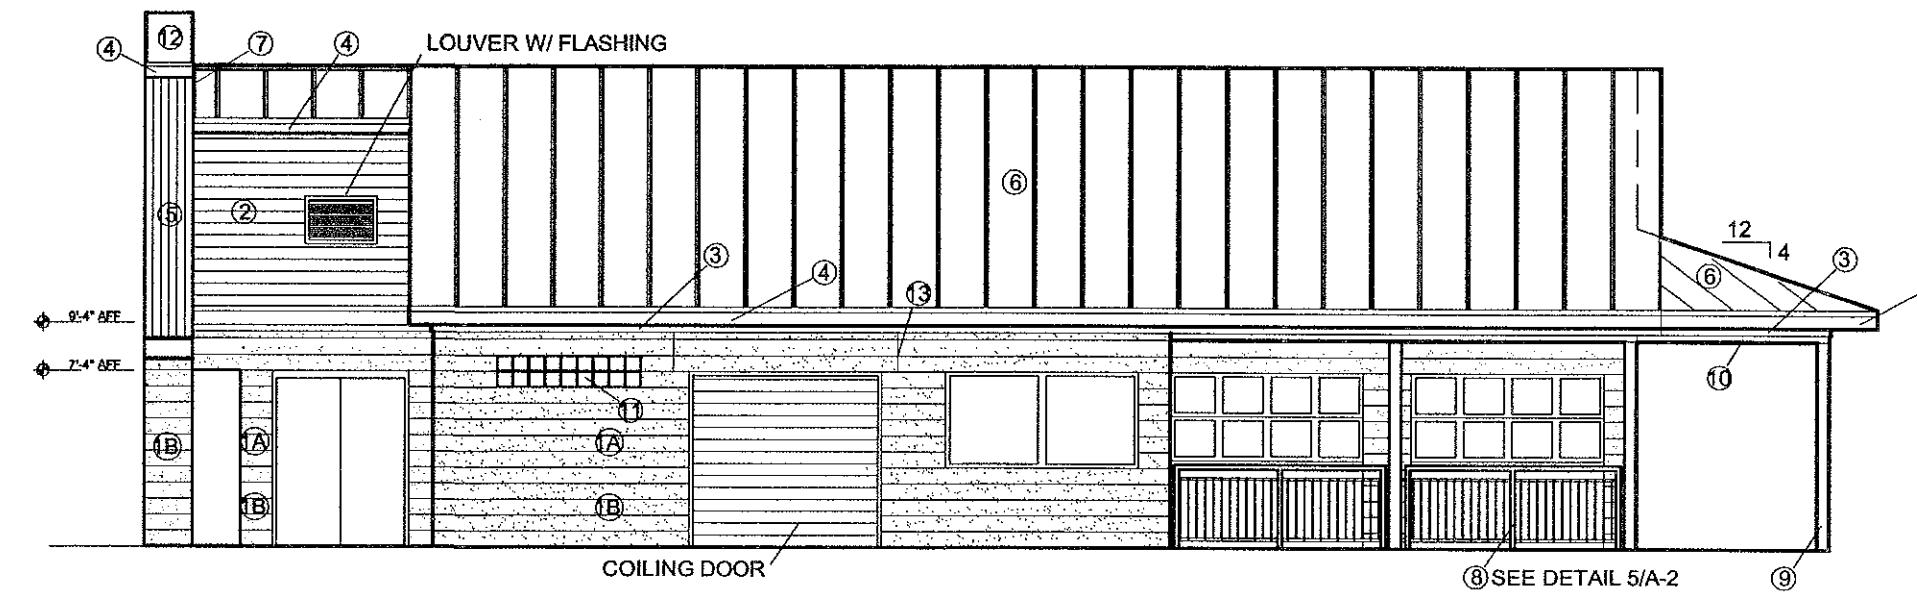 12
4
7
4
LOUVER W/ FLASHING
5
2
6
3
4
13
12
4
6
3
9'-4" AFF
7'-4" AFF
11
10
1B
1A
1A
1B
1B
COILING DOOR
8 SEE DETAIL 5/A-2
9